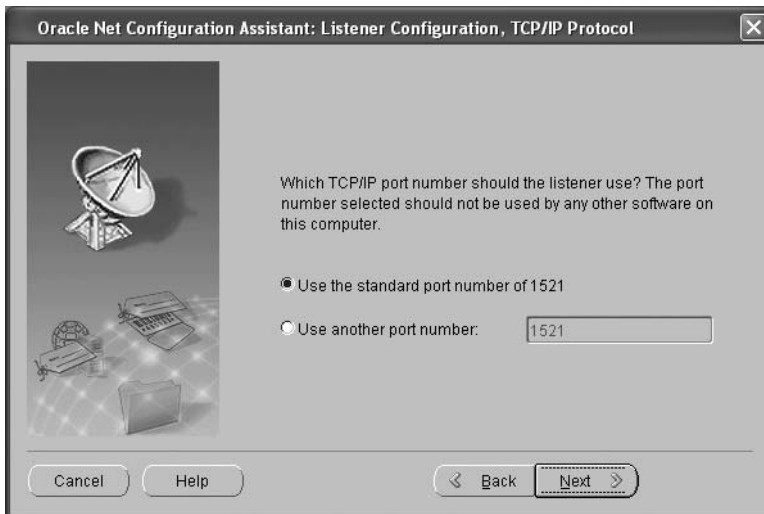 Oracle Net Configuration Assistant: Listener Configuration, TCP/IP Protocol
Which TCP/IP port number should the listener use? The port
number selected should not be used by any other software on
this computer.
Use the standard port number of 1521
Use another port number: 1521
Cancel Help Back Next